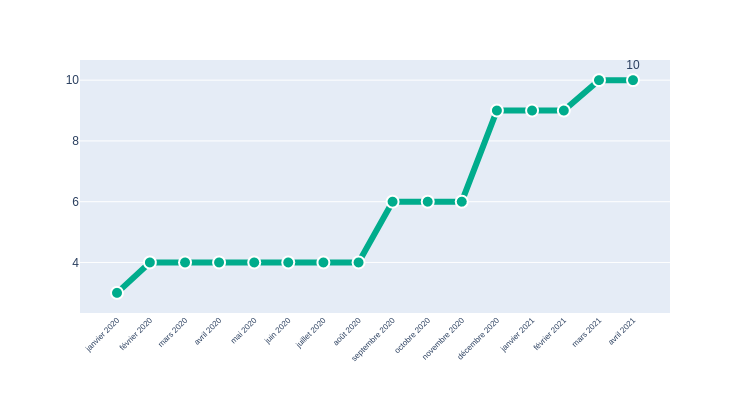 10
10
8
6
4
janvier 2020
février 2020
mars 2020
avril 2020
mai 2020
juin 2020
juillet 2020
août 2020
septembre 2020
octobre 2020
novembre 2020
décembre 2020
janvier 2021
février 2021
mars 2021
avril 2021